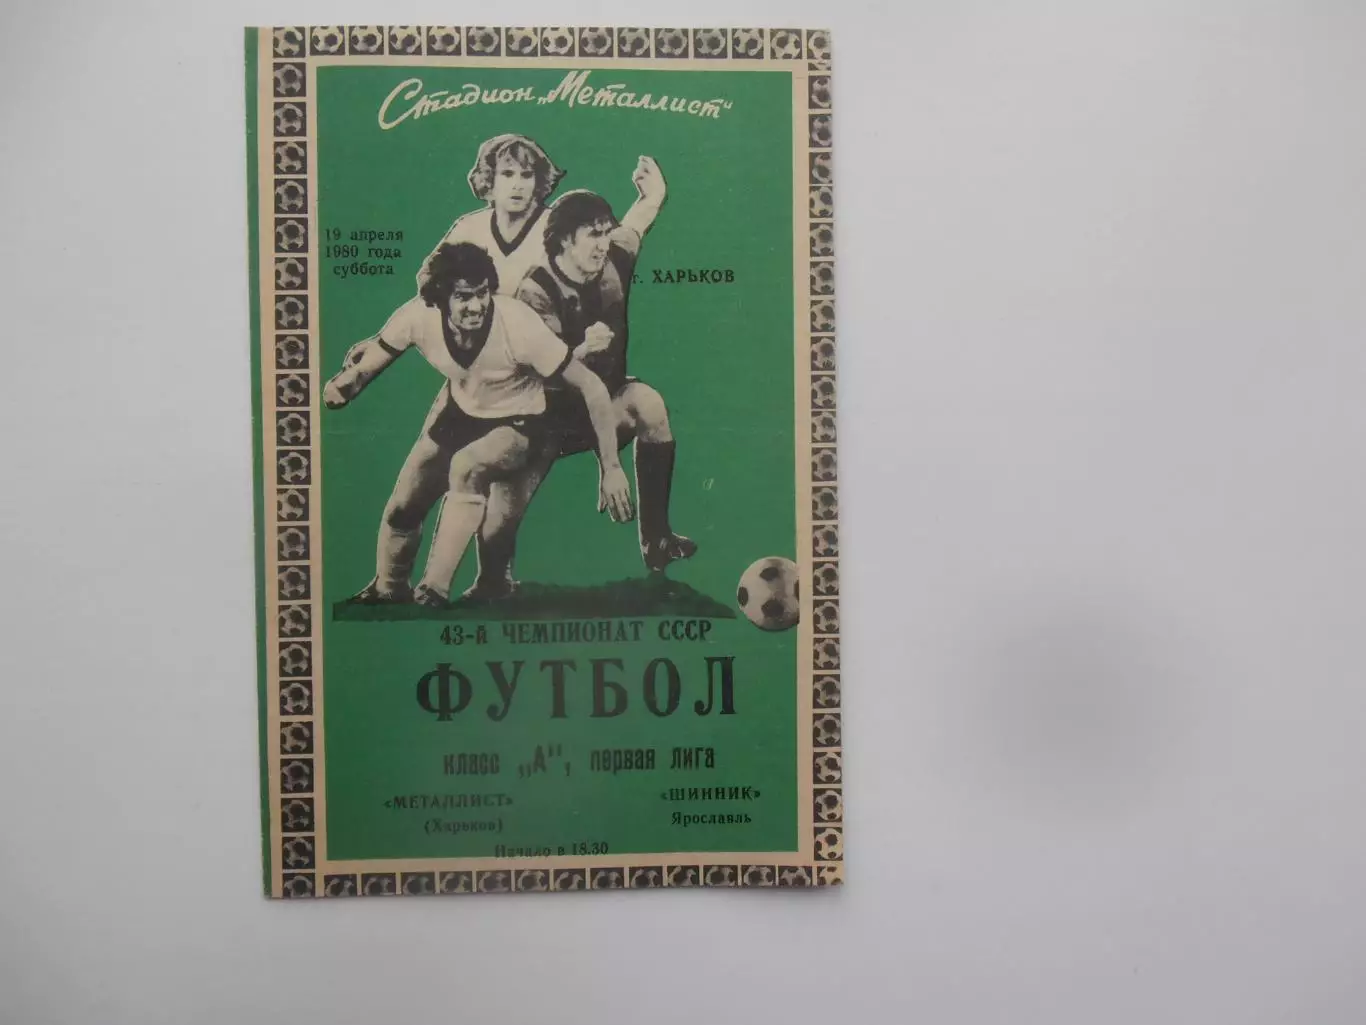 Стадион „Металлист"
19 апреля
1980 года
суббота
г. ХАРЬКОВ
43-й ЧЕМПИОНАТ СССР
ФУТБОЛ
класс „А", первая лига
«МЕТАЛЛИСТ»
(Харьков)
«ШИННИК»
Ярославль
Начало в 18.30